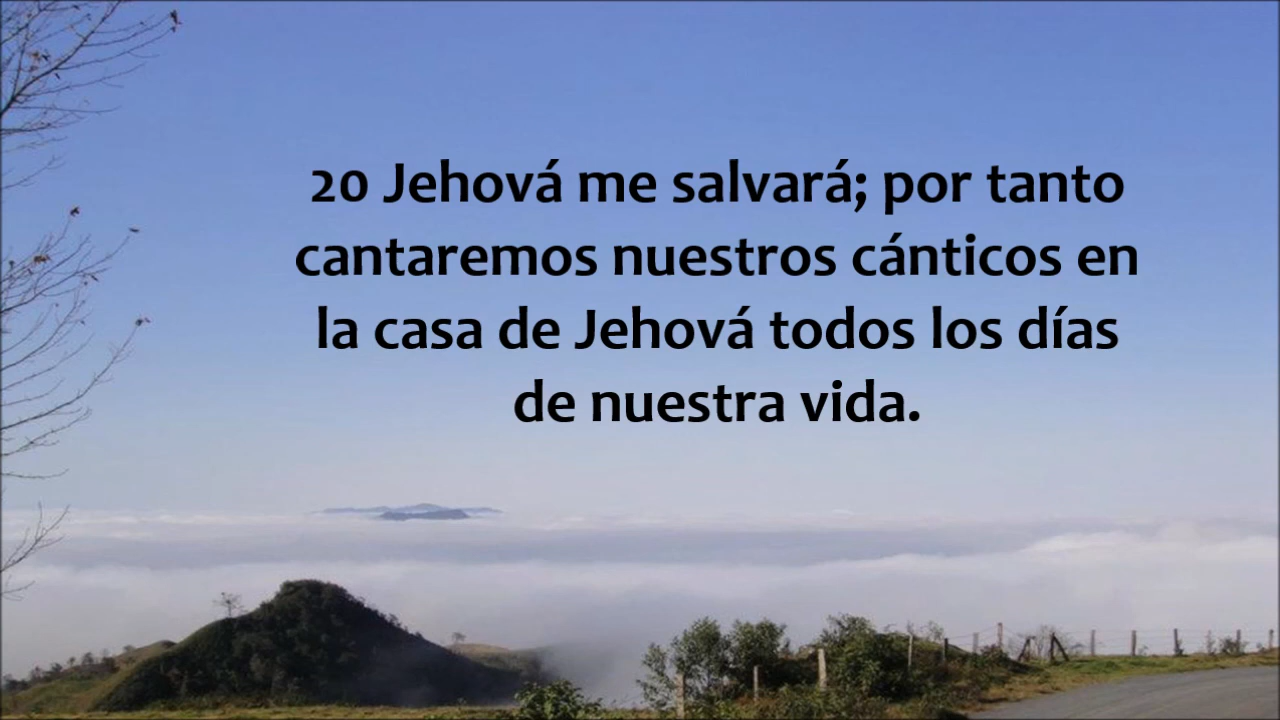 20 Jehová me salvará; por tanto
cantaremos nuestros cánticos en
la casa de Jehová todos los días
de nuestra vida.